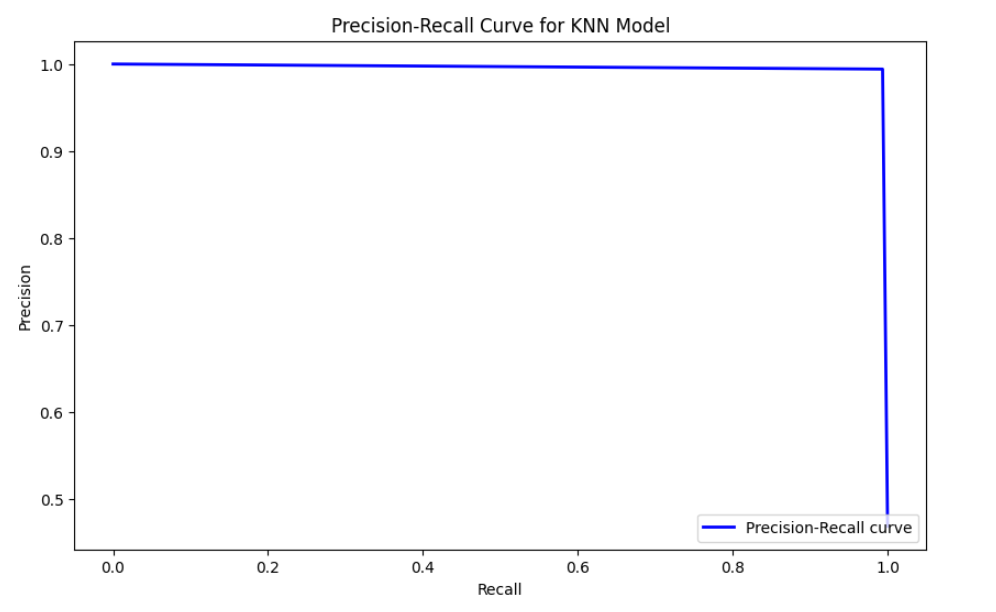 Precision-Recall Curve for KNN Model
1.0
0.9
0.8
0.7
0.6
0.5
Precision
Precision-Recall curve
0.0 0.2 0.4 0.6 0.8 1.0
Recall